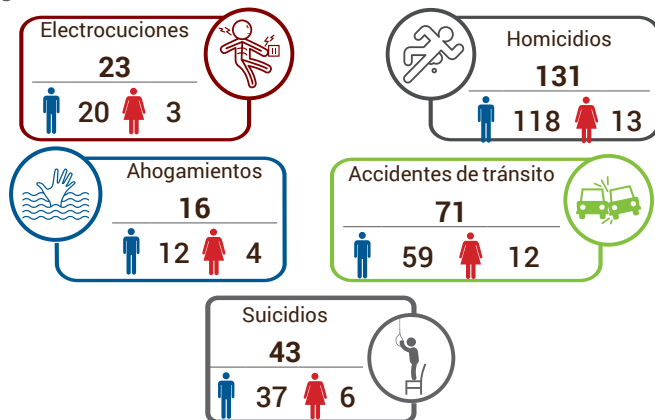 Electrocuciones
23
20 3
Homicidios
131
118 13
Ahogamientos
16
12 4
Accidentes de tránsito
71
59 12
Suicidios
43
37 6